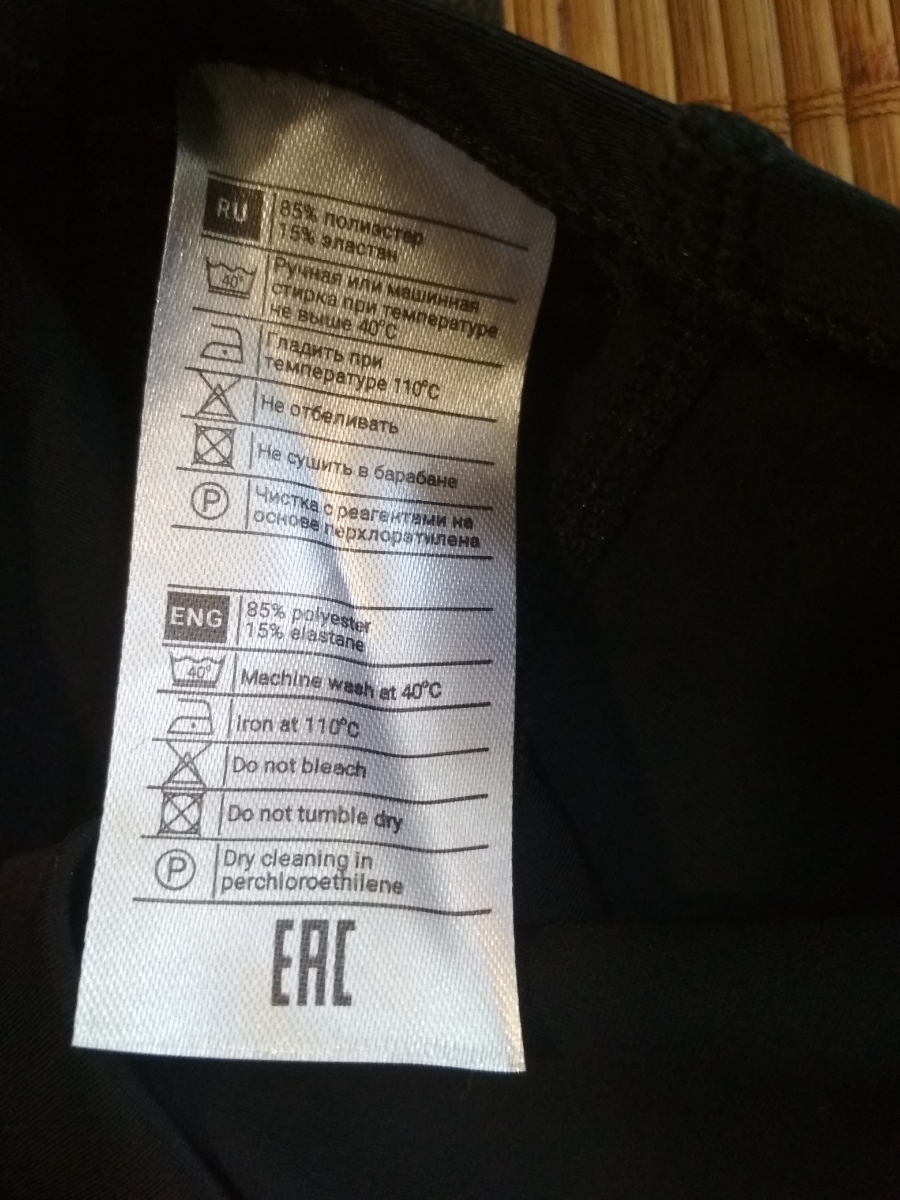 RU
85% полиэстер
15% эластан
40°
Ручная или машинная
стирка при температуре
не выше 40°C
Гладить при
температуре 110°C
Не отбеливать
Не сушить в барабане
P
Чистка с реагентами на
основе перхлорэтилена
ENG
85% polyester
15% elastane
40°
Machine wash at 40°C
Iron at 110°C
Do not bleach
Do not tumble dry
P
Dry cleaning in
perchloroethilene
EAC